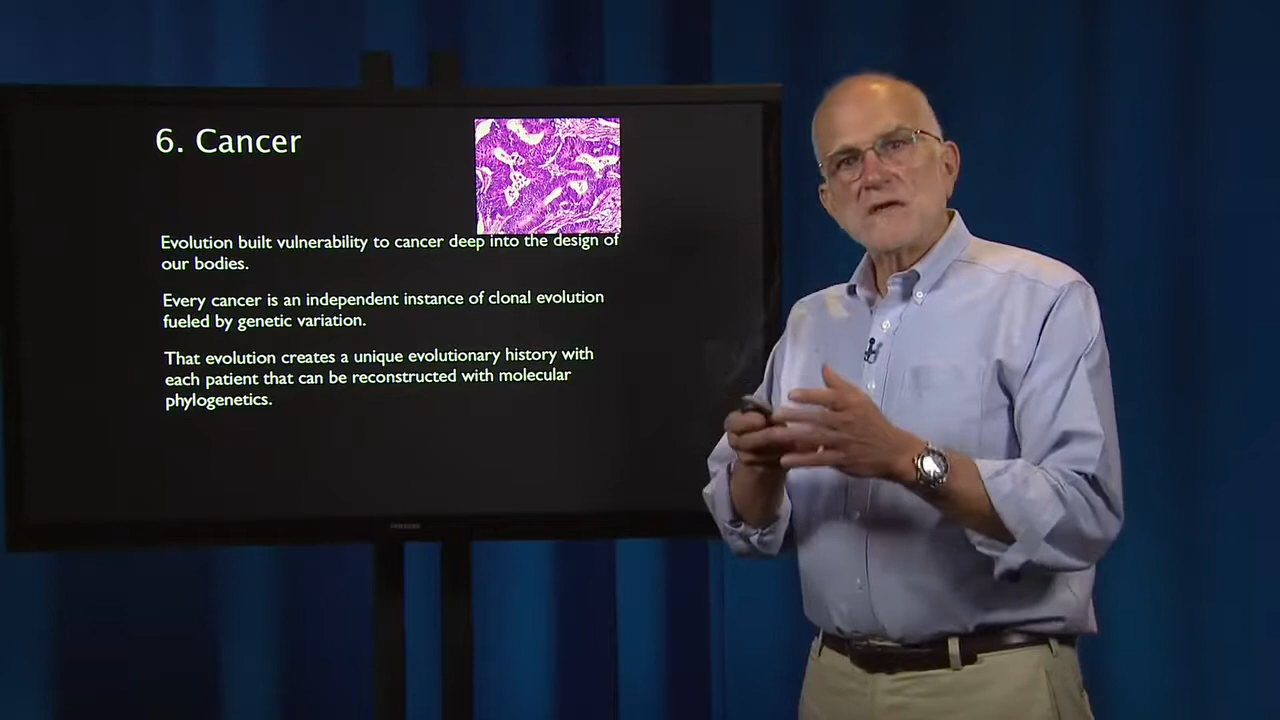 6. Cancer
Evolution built vulnerability to cancer deep into the design of
our bodies.
Every cancer is an independent instance of clonal evolution
fueled by genetic variation.
That evolution creates a unique evolutionary history with
each patient that can be reconstructed with molecular
phylogenetics.